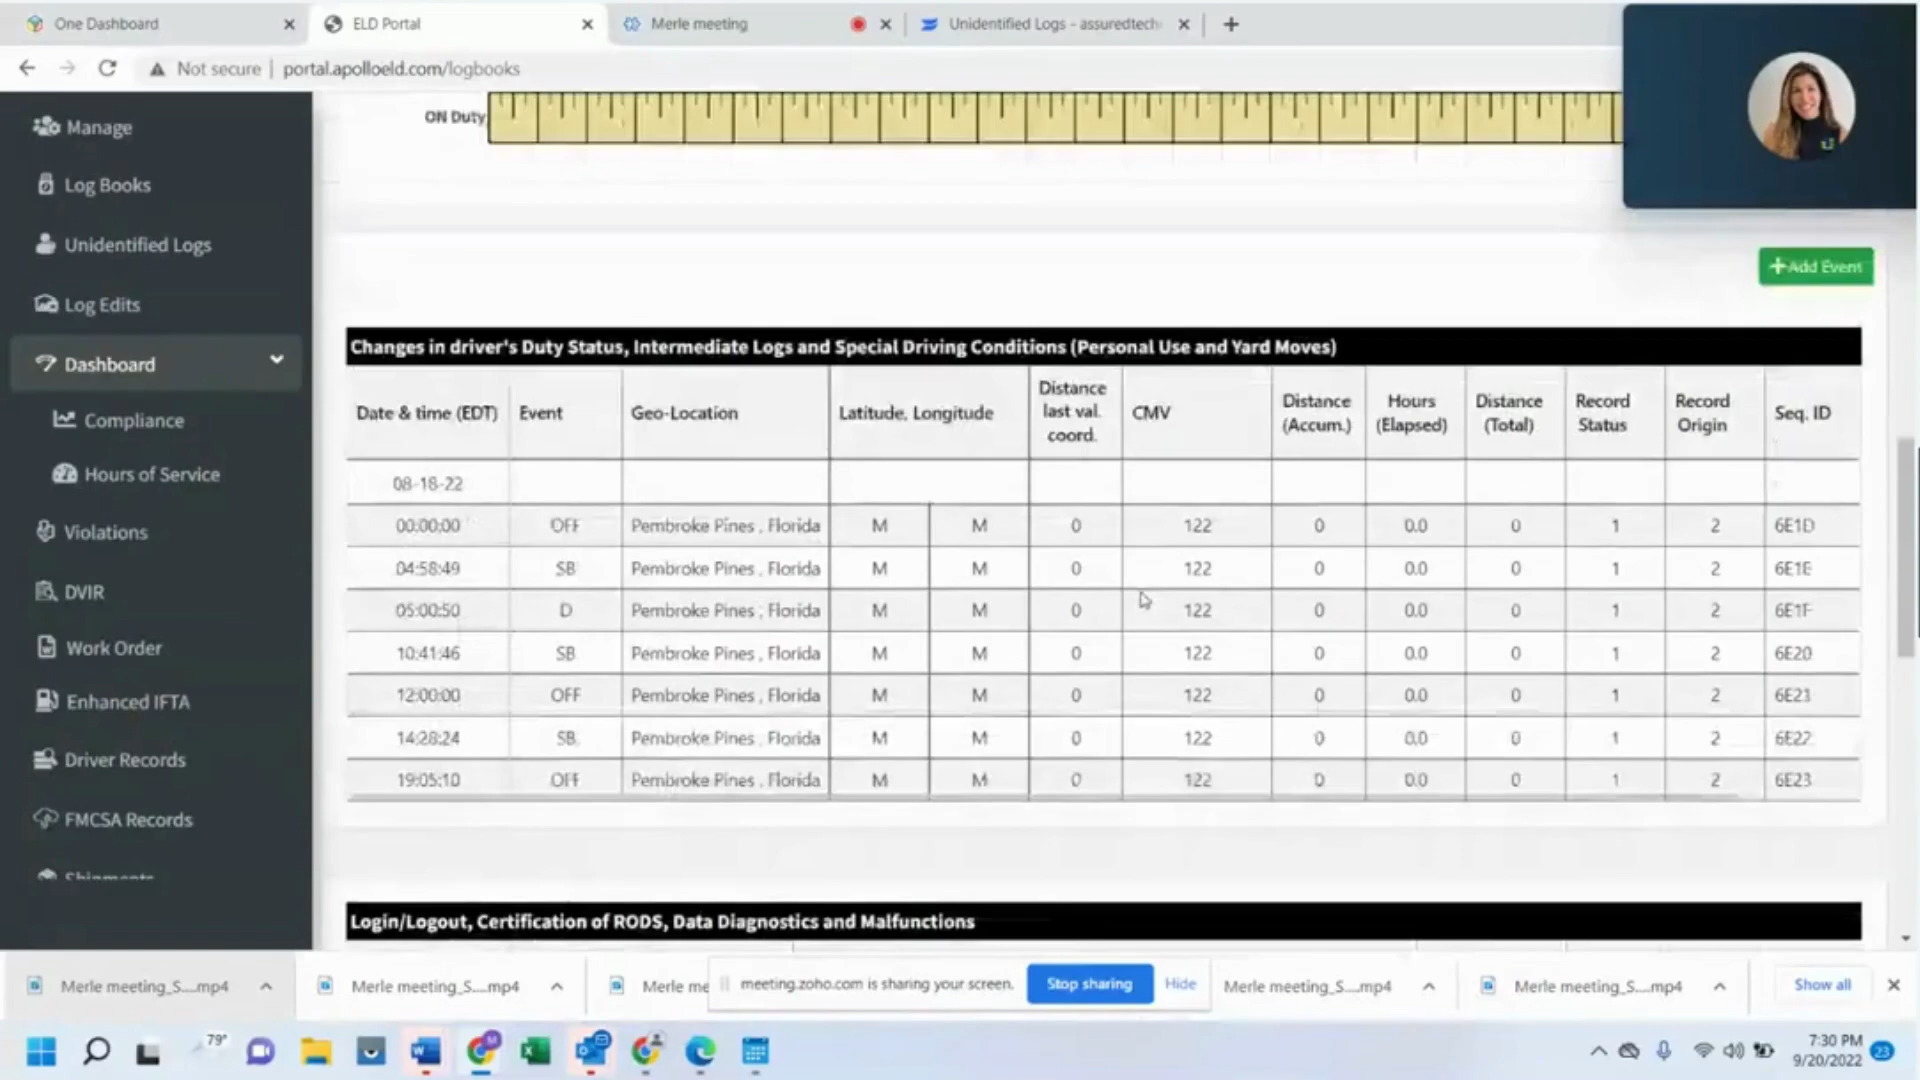 One Dashboard
ELD Portal
Merle meeting
Unidentified Logs - assuredtech
Not secure
portal.apolloeld.com/logbooks
Manage
Log Books
Unidentified Logs
Log Edits
Dashboard
Compliance
Hours of Service
Violations
DVIR
Work Order
Enhanced IFTA
Driver Records
FMCSA Records
Shipments
ON Duty
+Add Event
Changes in driver's Duty Status, Intermediate Logs and Special Driving Conditions (Personal Use and Yard Moves)
Date & time (EDT) Event Geo-Location Latitude, Longitude Distance last val. coord. CMV Distance (Accum.) Hours (Elapsed) Distance (Total) Record Status Record Origin Seq. ID
08-18-22
00:00:00 OFF Pembroke Pines , Florida M M 0 122 0 0.0 0 1 2 6E1D
04:58:49 SB Pembroke Pines , Florida M M 0 122 0 0.0 0 1 2 6E1E
05:00:50 D Pembroke Pines , Florida M M 0 122 0 0.0 0 1 2 6E1F
10:41:46 SB Pembroke Pines , Florida M M 0 122 0 0.0 0 1 2 6E20
12:00:00 OFF Pembroke Pines , Florida M M 0 122 0 0.0 0 1 2 6E21
14:28:24 SB Pembroke Pines , Florida M M 0 122 0 0.0 0 1 2 6E22
19:05:10 OFF Pembroke Pines , Florida M M 0 122 0 0.0 0 1 2 6E23
Login/Logout, Certification of RODS, Data Diagnostics and Malfunctions
Merle meeting_S....mp4
Merle meeting_S....mp4
Merle me
meeting.zoho.com is sharing your screen.
Stop sharing
Hide
Merle meeting_S....mp4
Merle meeting_S....mp4
Show all
79°
7:30 PM
9/20/2022
23